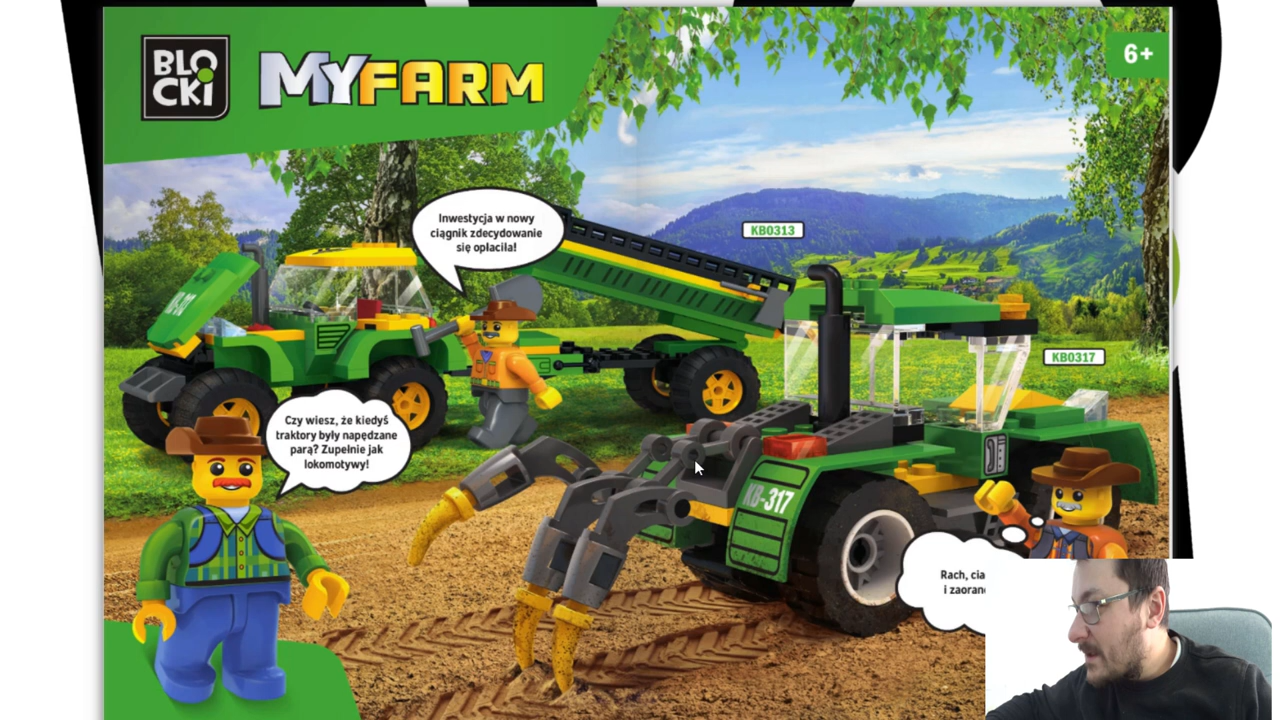 BLO
CKI
MYFARM
6+
Inwestycja w nowy
ciągnik zdecydowanie
się opłaciła!
KB0313
KB0317
Czy wiesz, że kiedyś
traktory były napędzane
parą? Zupełnie jak
lokomotywy!
KB-317
Rach, cia
i zaoran